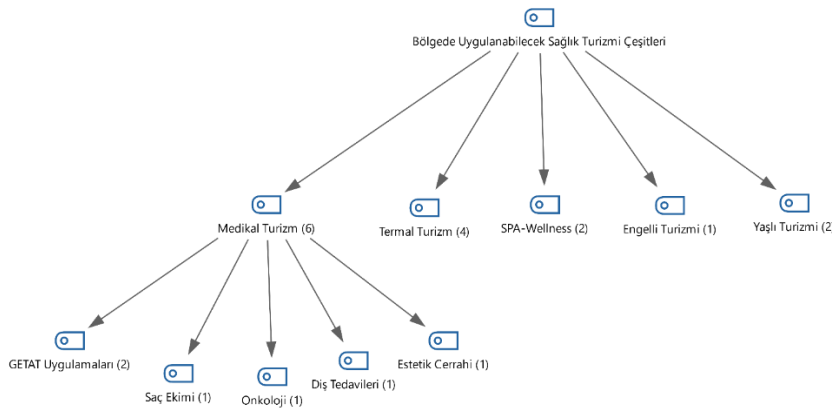 Bölgede Uygulanabilecek Sağlık Turizmi Çeşitleri
Medikal Turizm (6)
Termal Turizm (4)
SPA-Wellness (2)
Engelli Turizmi (1)
Yaşlı Turizmi (2)
GETAT Uygulamaları (2)
Saç Ekimi (1)
Onkoloji (1)
Diş Tedavileri (1)
Estetik Cerrahi (1)